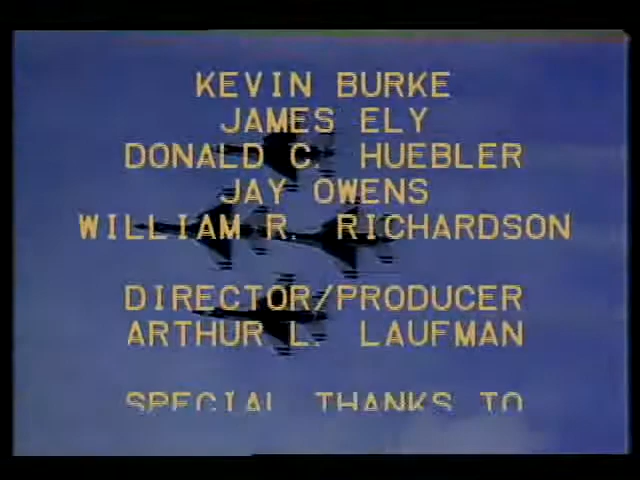 KEVIN BURKE
JAMES ELY
DONALD C. HUEBLER
JAY OWENS
WILLIAM R. RICHARDSON
DIRECTOR/PRODUCER
ARTHUR L. LAUFMAN
SPECIAL THANKS TO